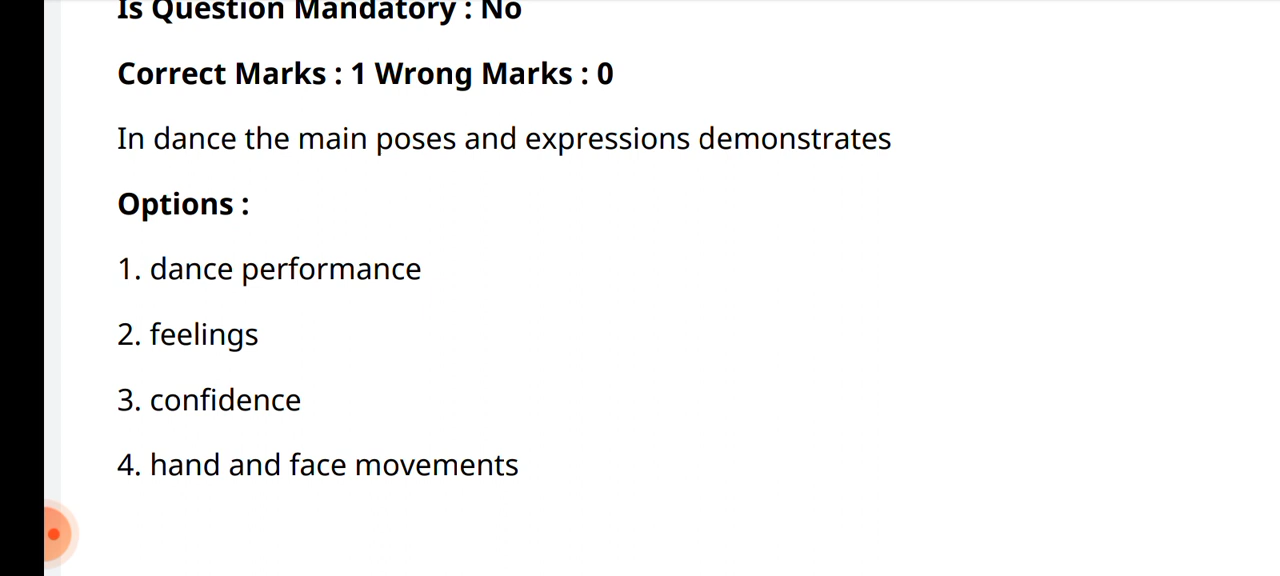 Is Question Mandatory : No
Correct Marks : 1 Wrong Marks : 0
In dance the main poses and expressions demonstrates
Options :
1. dance performance
2. feelings
3. confidence
4. hand and face movements